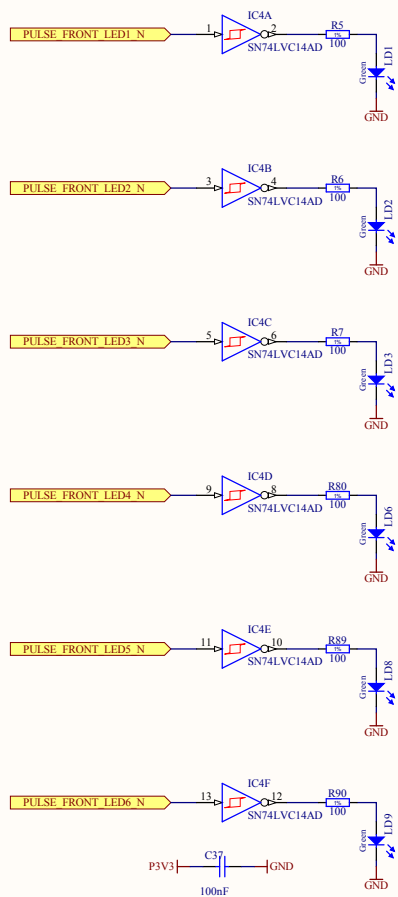 IC4A
PULSE_FRONT_LED1_N 1 2 R5
1%
SN74LVC14AD 100
Green LD1
GND
IC4B
PULSE_FRONT_LED2_N 3 4 R6
1%
SN74LVC14AD 100
Green LD2
GND
IC4C
PULSE_FRONT_LED3_N 5 6 R7
1%
SN74LVC14AD 100
Green LD3
GND
IC4D
PULSE_FRONT_LED4_N 9 8 R80
1%
SN74LVC14AD 100
Green LD6
GND
IC4E
PULSE_FRONT_LED5_N 11 10 R89
1%
SN74LVC14AD 100
Green LD8
GND
IC4F
PULSE_FRONT_LED6_N 13 12 R90
1%
SN74LVC14AD 100
Green LD9
C37
P3V3 GND
100nF
GND